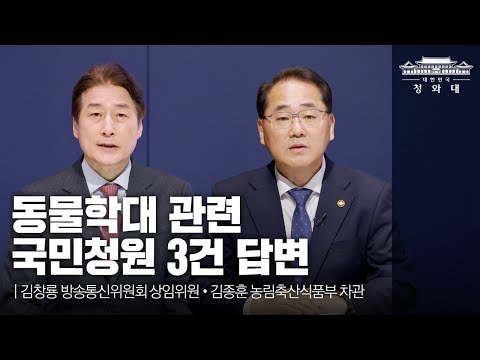 대한민국
청와대
동물학대 관련
국민청원 3건 답변
| 김창룡 방송통신위원회 상임위원 • 김종훈 농림축산식품부 차관